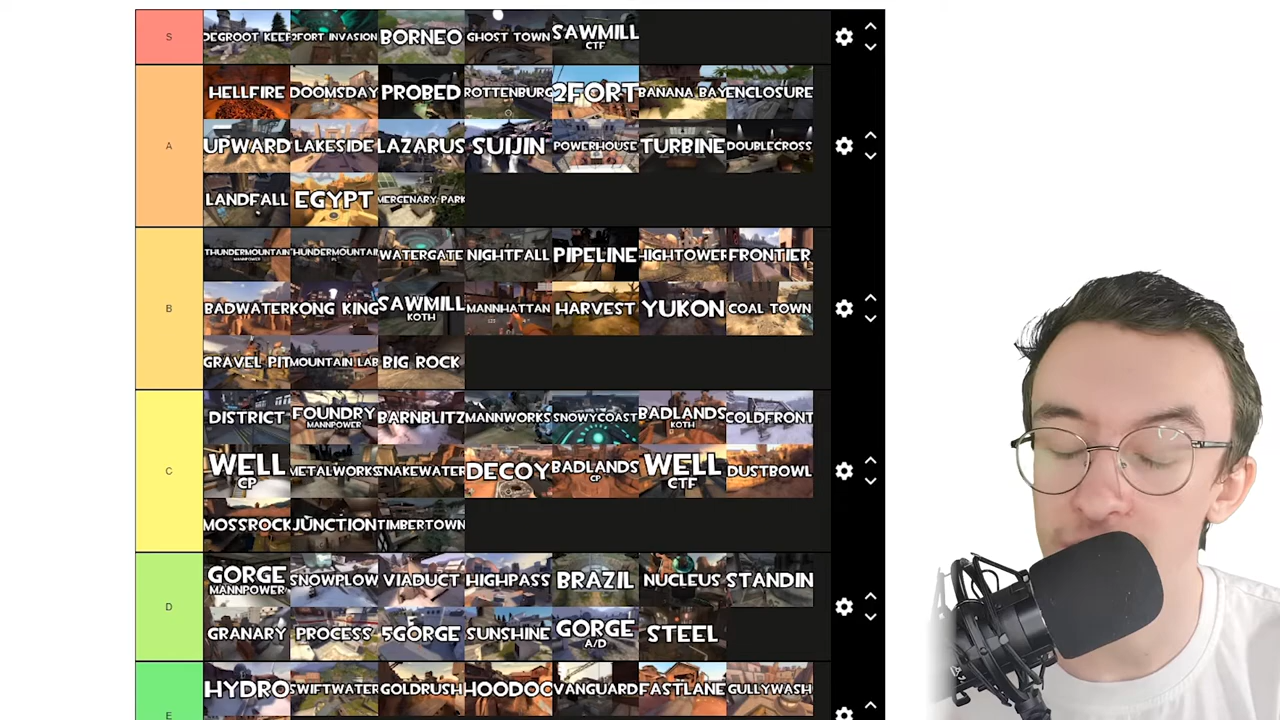 S
DEGROOT KEEP 2FORT INVASION BORNEO GHOST TOWN SAWMILL
CTF
A
HELLFIRE DOOMSDAY PROBED ROTTENBURG 2FORT BANANA BAY ENCLOSURE
UPWARD LAKESIDE LAZARUS SUIJIN POWERHOUSE TURBINE DOUBLECROSS
LANDFALL EGYPT MERCENARY PARK
B
THUNDERMOUNTAIN THUNDERMOUNTAIN WATERGATE NIGHTFALL PIPELINE HIGHTOWER FRONTIER
MANNPOWER PL
BADWATER KONG KING SAWMILL MANNHATTAN HARVEST YUKON COAL TOWN
KOTH
GRAVEL PIT MOUNTAIN LAB BIG ROCK
C
DISTRICT FOUNDRY BARNBLITZ MANNWORKS SNOWYCOAST BADLANDS COLDFRONT
MANNPOWER KOTH
WELL METALWORKS SNAKEWATER DECOY BADLANDS WELL DUSTBOWL
CP CP CTF
MOSSROCK JUNCTION TIMBERTOWN
D
GORGE SNOWPLOW VIADUCT HIGHPASS BRAZIL NUCLEUS STANDIN
MANNPOWER
GRANARY PROCESS 5GORGE SUNSHINE GORGE STEEL
A/D
E
HYDRO SWIFTWATER GOLDRUSH HOODOO VANGUARD FASTLANE GULLYWASH